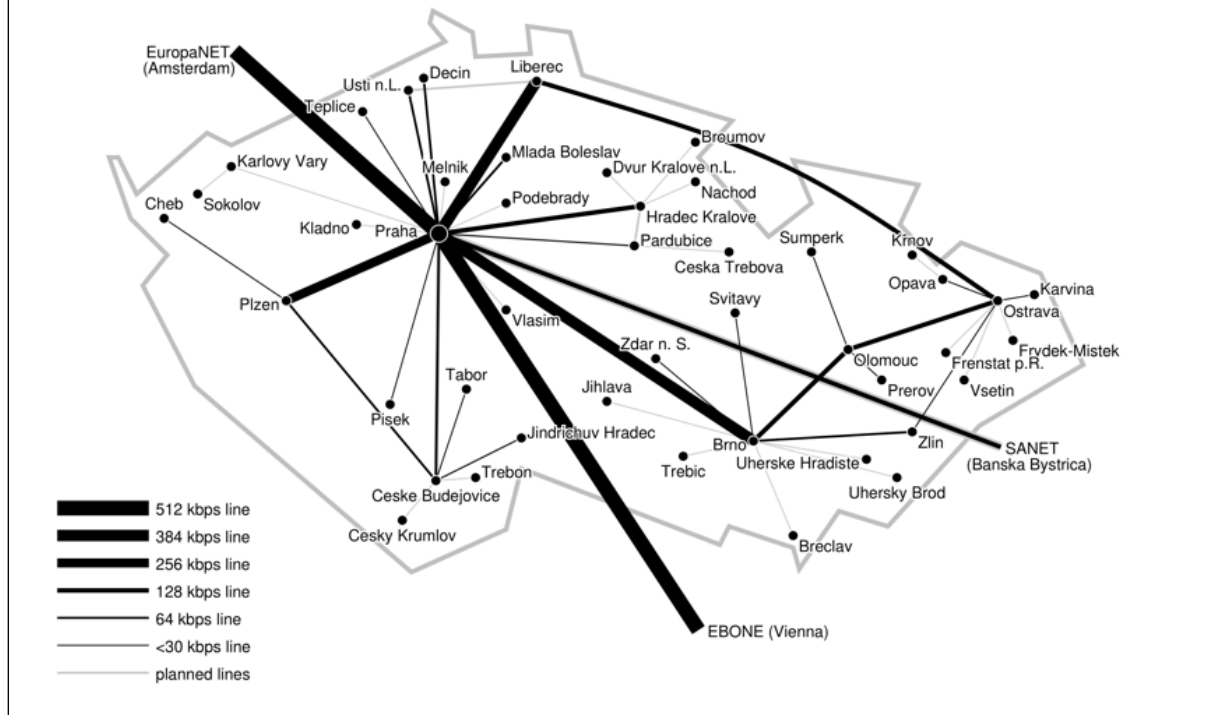 EuropaNET
(Amsterdam)
Decin
Liberec
Usti n.L.
Teplice
Broumov
Mlada Boleslav
Karlovy Vary
Melnik
Dvur Kralove n.L.
Nachod
Cheb
Sokolov
Podebrady
Hradec Kralove
Kladno
Praha
Pardubice
Sumperk
Krnov
Ceska Trebova
Opava
Karvina
Plzen
Svitavy
Ostrava
Vlasim
Zdar n. S.
Olomouc
Frydek-Mistek
Frenstat p.R.
Tabor
Jihlava
Prerov
Vsetin
Pisek
Jindrichuv Hradec
Brno
Zlin
SANET
(Banska Bystrica)
Trebic
Uherske Hradiste
Trebon
Ceske Budejovice
Uhersky Brod
Cesky Krumlov
Breclav
EBONE (Vienna)
512 kbps line
384 kbps line
256 kbps line
128 kbps line
64 kbps line
<30 kbps line
planned lines